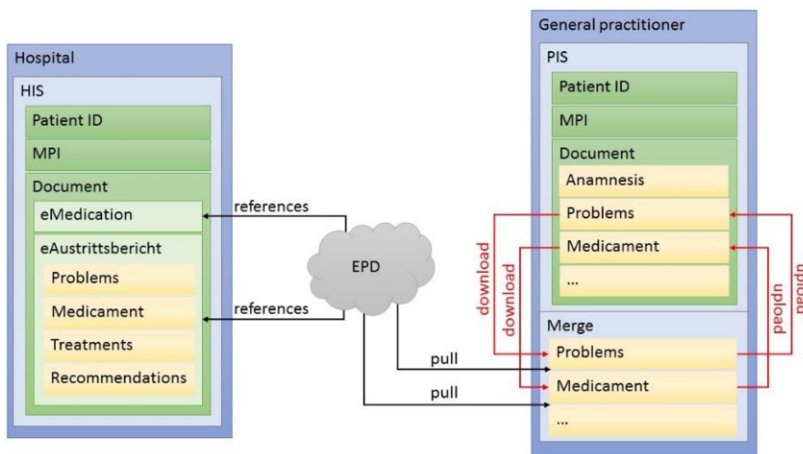 Hospital
HIS
Patient ID
MPI
Document
eMedication
eAustrittsbericht
Problems
Medicament
Treatments
Recommendations
references
references
EPD
pull
pull
General practitioner
PIS
Patient ID
MPI
Document
Anamnesis
Problems
Medicament
...
download
download
upload
upload
Merge
Problems
Medicament
...